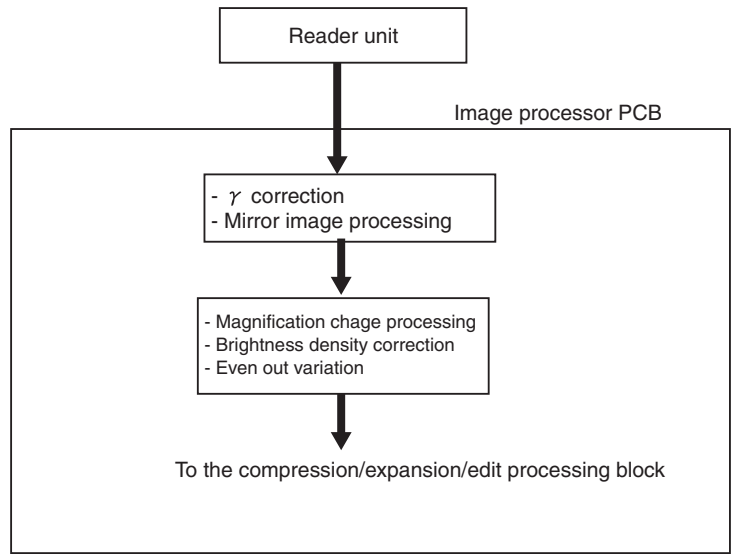 Reader unit
Image processor PCB
- γ correction
- Mirror image processing
- Magnification chage processing
- Brightness density correction
- Even out variation
To the compression/expansion/edit processing block